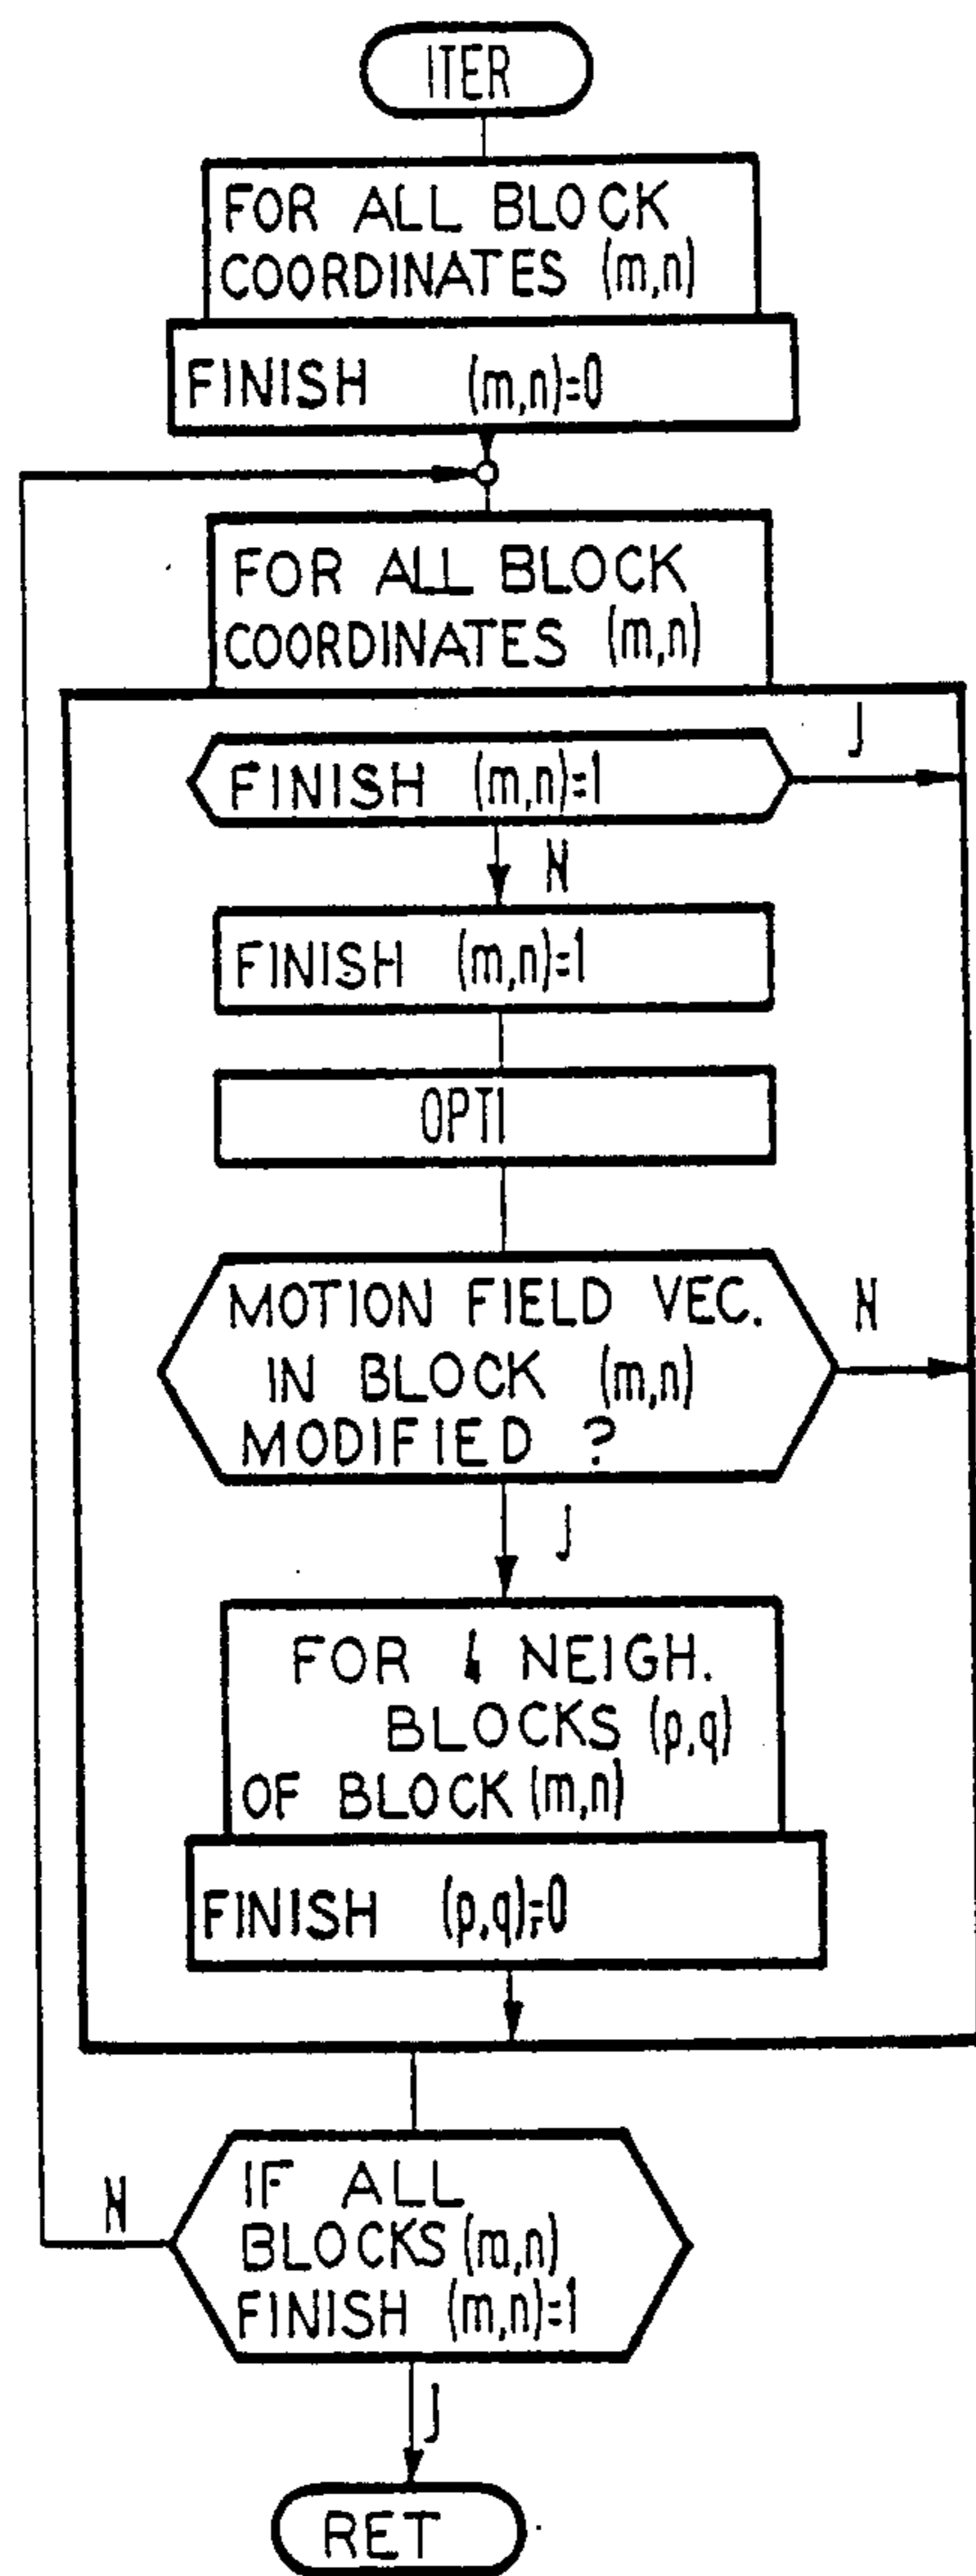 ITER
FOR ALL BLOCK
COORDINATES (m,n)
FINISH (m,n)=0
FOR ALL BLOCK
COORDINATES (m,n)
J
FINISH (m,n)=1
N
FINISH (m,n)=1
OPTI
MOTION FIELD VEC.
IN BLOCK (m,n)
MODIFIED ?
N
J
FOR 4 NEIGH.
BLOCKS (p,q)
OF BLOCK (m,n)
FINISH (p,q)=0
IF ALL
BLOCKS (m,n)
FINISH (m,n)=1
N
J
RET